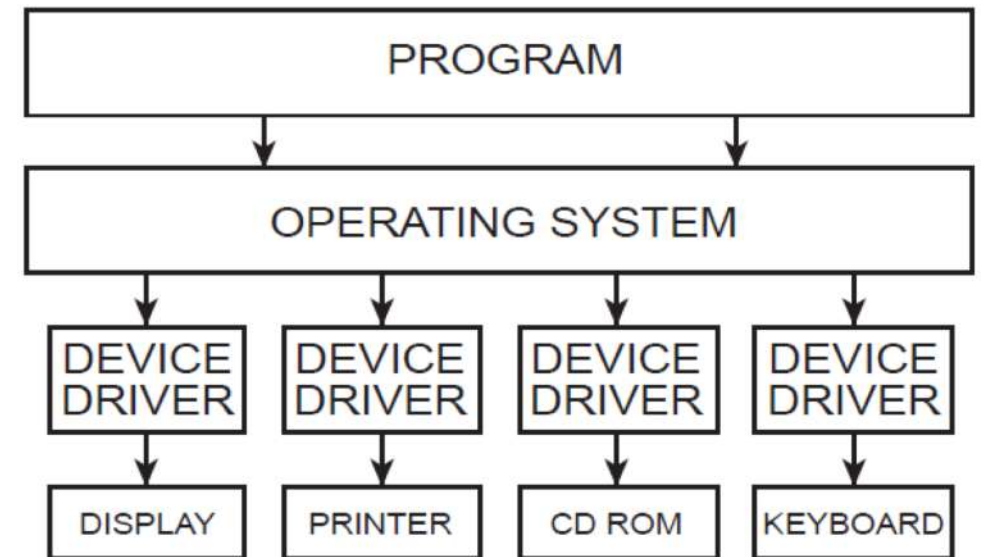 PROGRAM
OPERATING SYSTEM
DEVICE
DRIVER
DEVICE
DRIVER
DEVICE
DRIVER
DEVICE
DRIVER
DISPLAY
PRINTER
CD ROM
KEYBOARD